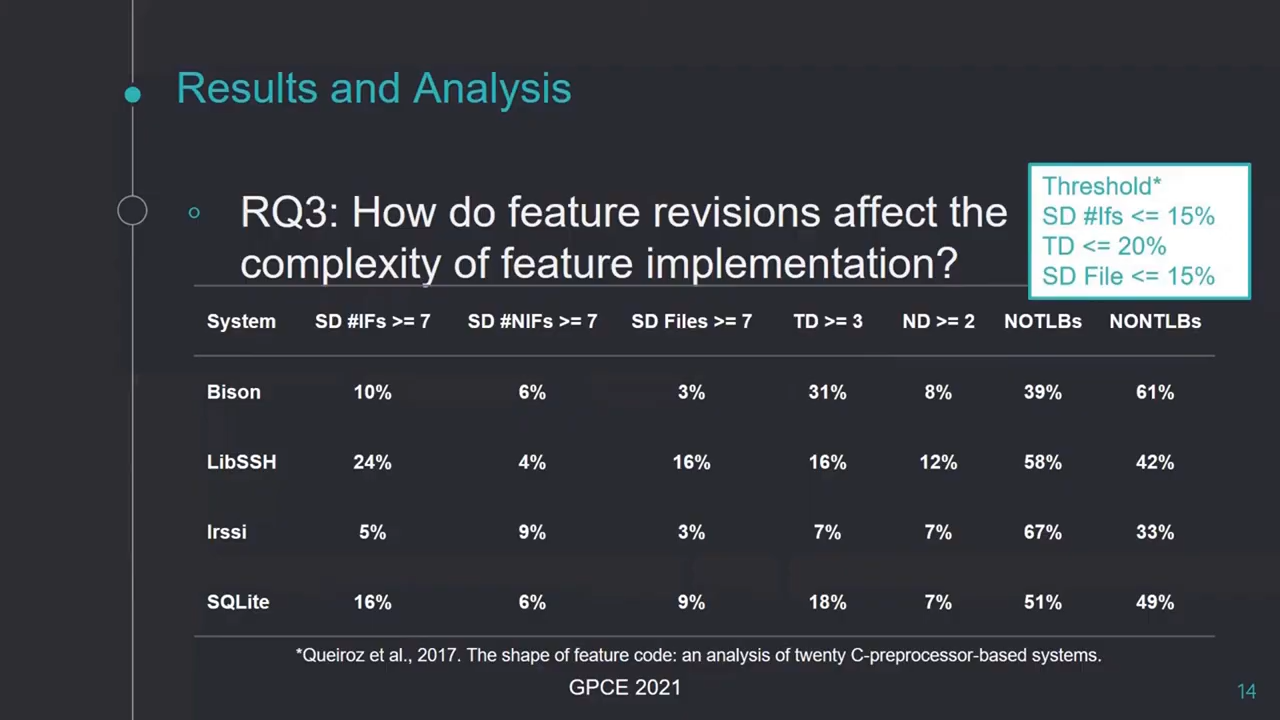 Results and Analysis
RQ3: How do feature revisions affect the
complexity of feature implementation?
Threshold*
SD #Ifs <= 15%
TD <= 20%
SD File <= 15%
System SD #IFs >= 7 SD #NIFs >= 7 SD Files >= 7 TD >= 3 ND >= 2 NOTLBs NONTLBs
Bison 10% 6% 3% 31% 8% 39% 61%
LibSSH 24% 4% 16% 16% 12% 58% 42%
Irssi 5% 9% 3% 7% 7% 67% 33%
SQLite 16% 6% 9% 18% 7% 51% 49%
*Queiroz et al., 2017. The shape of feature code: an analysis of twenty C-preprocessor-based systems.
GPCE 2021
14